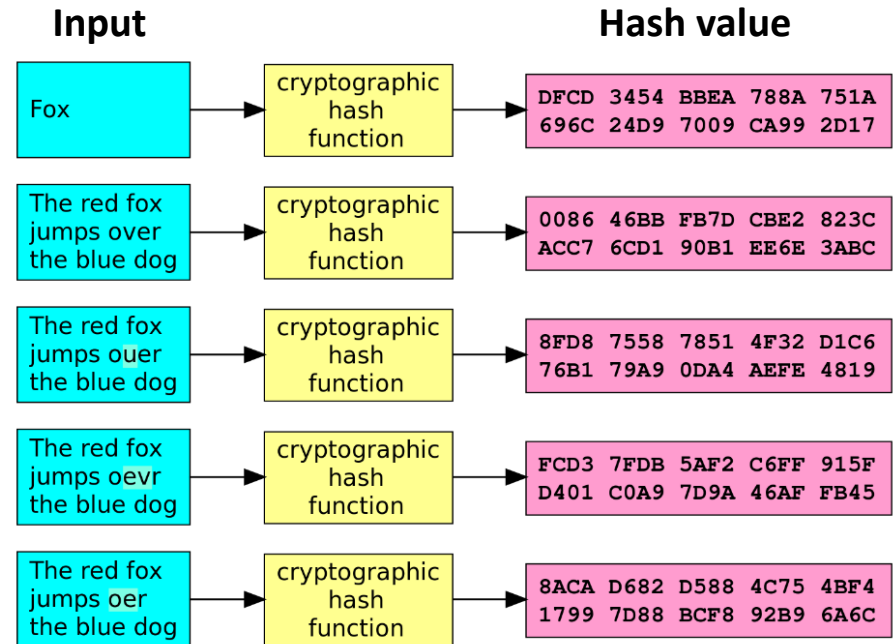 Input
Hash value
Fox
cryptographic
hash
function
DFCD 3454 BBEA 788A 751A
696C 24D9 7009 CA99 2D17
The red fox
jumps over
the blue dog
cryptographic
hash
function
0086 46BB FB7D CBE2 823C
ACC7 6CD1 90B1 EE6E 3ABC
The red fox
jumps ouer
the blue dog
cryptographic
hash
function
8FD8 7558 7851 4F32 D1C6
76B1 79A9 0DA4 AEFE 4819
The red fox
jumps oevr
the blue dog
cryptographic
hash
function
FCD3 7FDB 5AF2 C6FF 915F
D401 C0A9 7D9A 46AF FB45
The red fox
jumps oer
the blue dog
cryptographic
hash
function
8ACA D682 D588 4C75 4BF4
1799 7D88 BCF8 92B9 6A6C